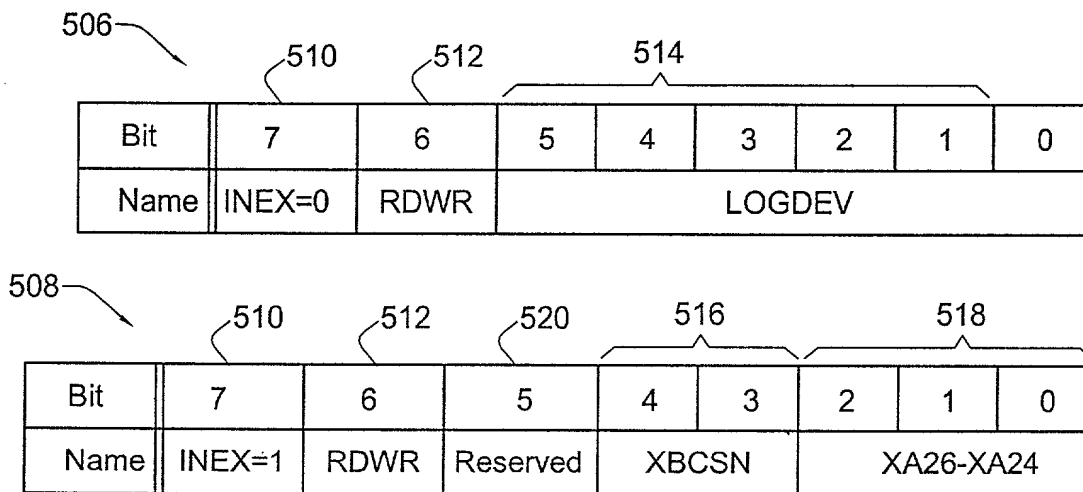 506
510 512 514
Bit 7 6 5 4 3 2 1 0
Name INEX=0 RDWR LOGDEV
508
510 512 520 516 518
Bit 7 6 5 4 3 2 1 0
Name INEX=1 RDWR Reserved XBCSN XA26-XA24